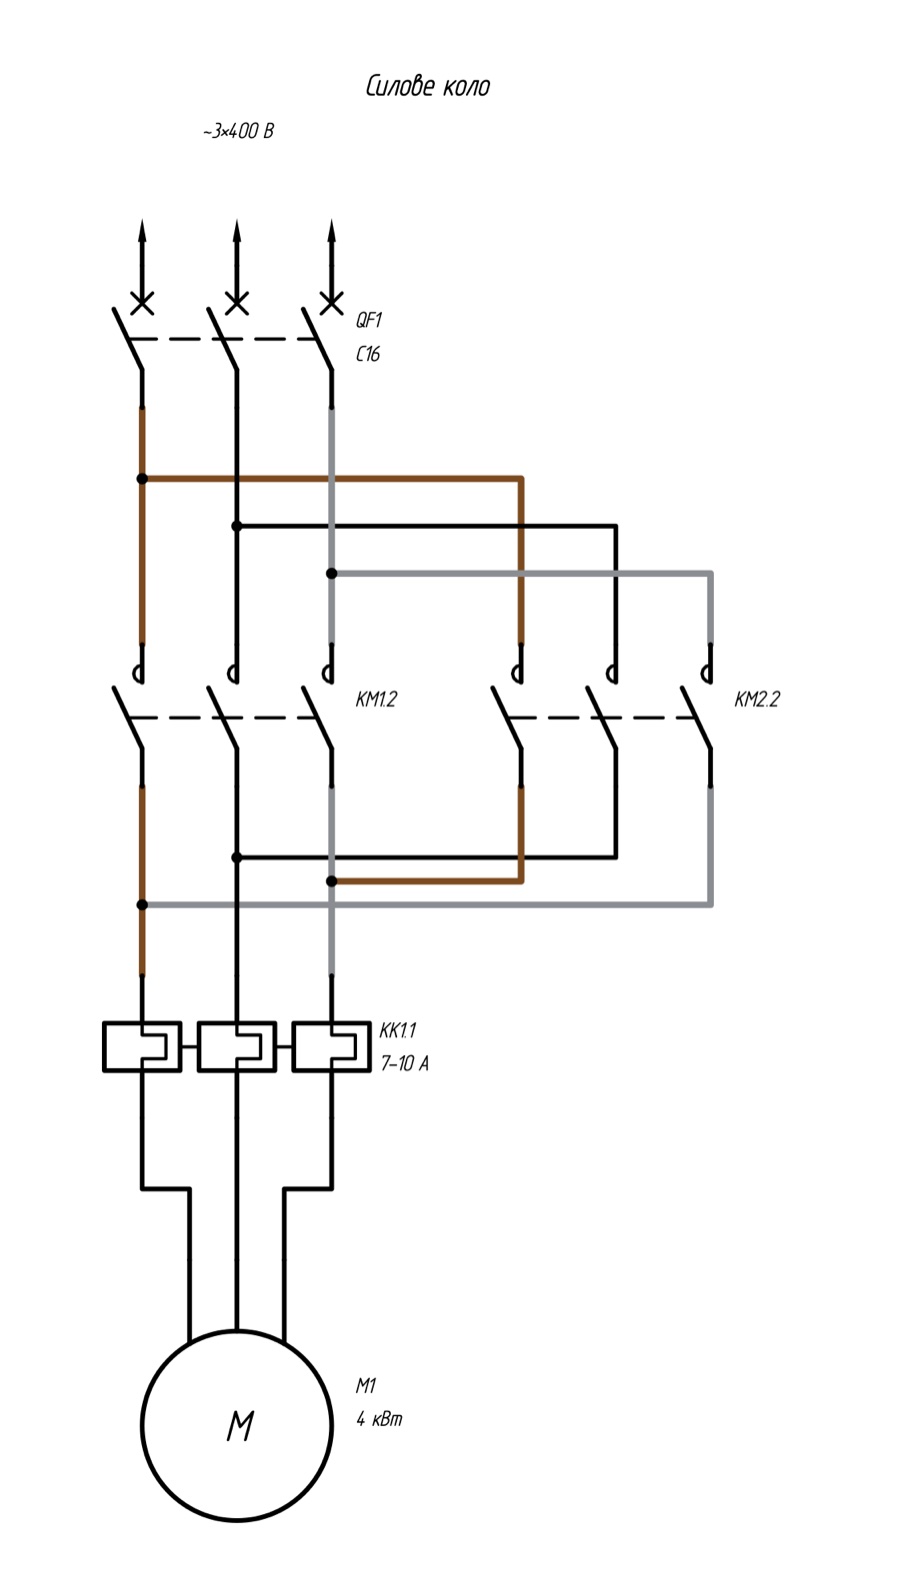 Силове коло
~3×400 В
QF1
C16
KM1.2
KM2.2
KK1.1
7-10 А
M1
4 кВт
M